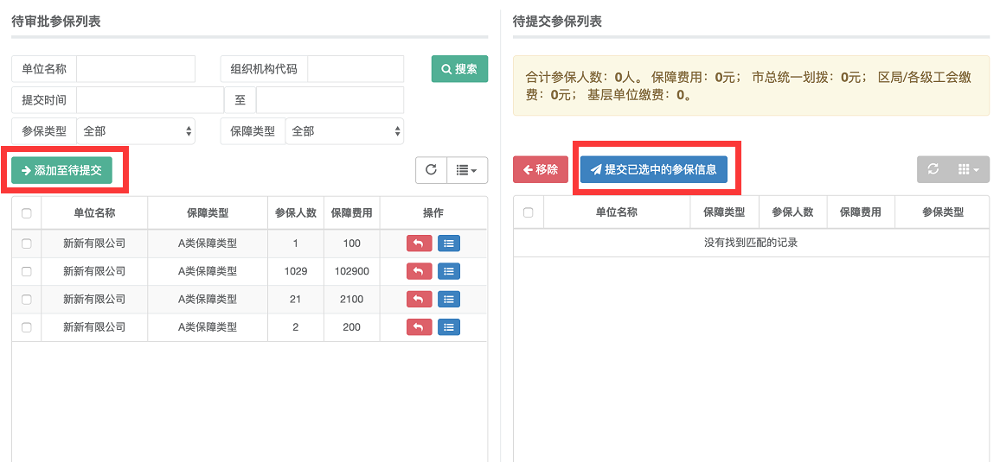 待审批参保列表
单位名称
组织机构代码
搜索
提交时间
至
参保类型 全部
保障类型 全部
添加至待提交
单位名称 保障类型 参保人数 保障费用 操作
新新有限公司 A类保障类型 1 100
新新有限公司 A类保障类型 1029 102900
新新有限公司 A类保障类型 21 2100
新新有限公司 A类保障类型 2 200
待提交参保列表
合计参保人数：0人。 保障费用：0元； 市总统一划拨：0元； 区局/各级工会缴
费：0元； 基层单位缴费：0。
移除
提交已选中的参保信息
单位名称 保障类型 参保人数 保障费用 参保类型
没有找到匹配的记录